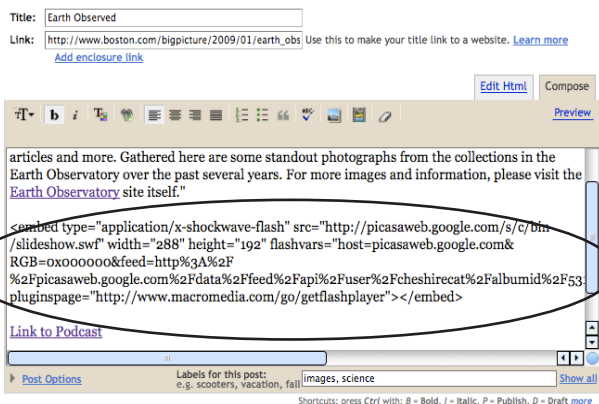 Title: Earth Observed
Link: http://www.boston.com/bigpicture/2009/01/earth_obs Use this to make your title link to a website. Learn more
Add enclosure link
Edit Html Compose
Preview
articles and more. Gathered here are some standout photographs from the collections in the
Earth Observatory over the past several years. For more images and information, please visit the
Earth Observatory site itself."
<embed type="application/x-shockwave-flash" src="http://picasaweb.google.com/s/c/bin
/slideshow.swf" width="288" height="192" flashvars="host=picasaweb.google.com&
RGB=0x000000&feed=http%3A%2F
%2Fpicasaweb.google.com%2Fdata%2Ffeed%2Fapi%2Fuser%2Fcheshirecat%2Falbumid%2F53
pluginspage="http://www.macromedia.com/go/getflashplayer"></embed>
Link to Podcast
Post Options
Labels for this post:
e.g. scooters, vacation, fall images, science Show all
Shortcuts: press Ctrl with: B = Bold, I = Italic, P = Publish, D = Draft more